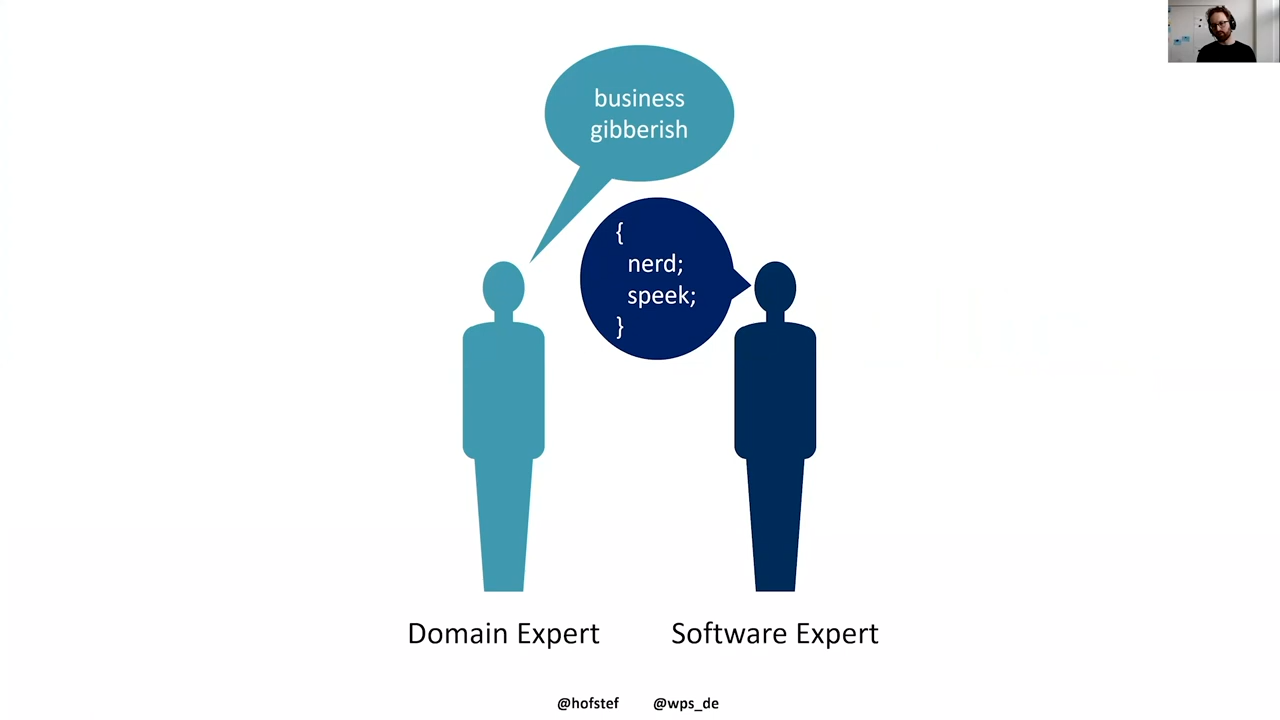 business
gibberish
{
nerd;
speek;
}
Domain Expert
Software Expert
@hofstef
@wps_de